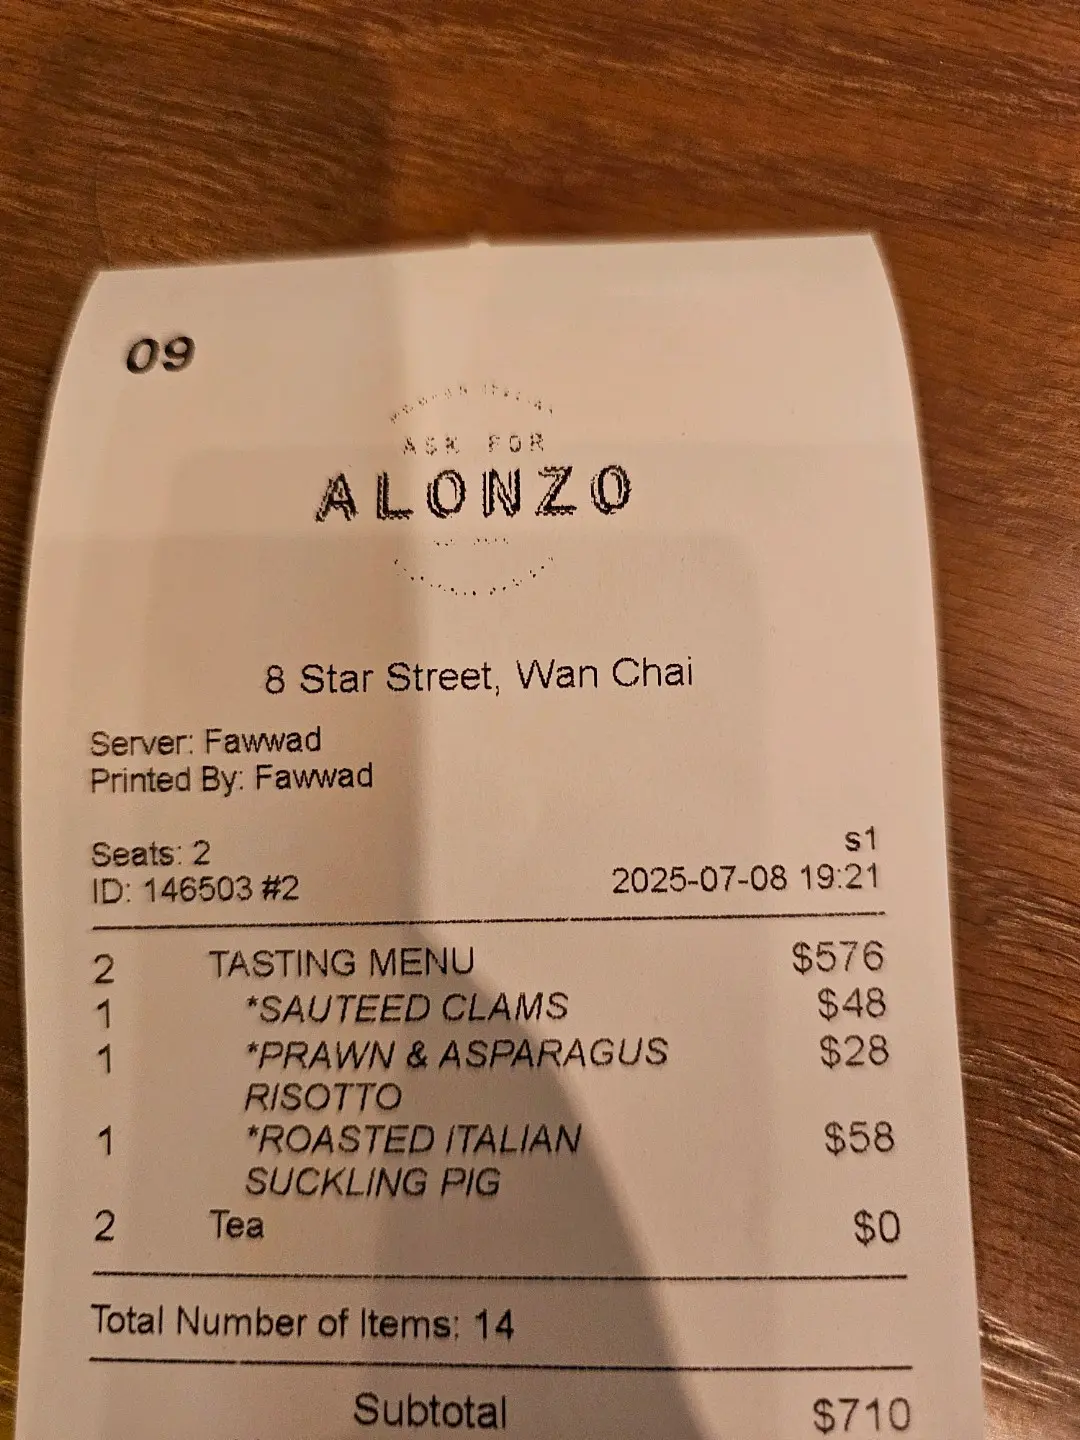 09
ASK FOR
ALONZO
8 Star Street, Wan Chai
Server: Fawwad
Printed By: Fawwad
s1
Seats: 2
ID: 146503 #2 2025-07-08 19:21
2 TASTING MENU $576
1 *SAUTEED CLAMS $48
1 *PRAWN & ASPARAGUS $28
RISOTTO
1 *ROASTED ITALIAN $58
SUCKLING PIG
2 Tea $0
Total Number of Items: 14
Subtotal $710